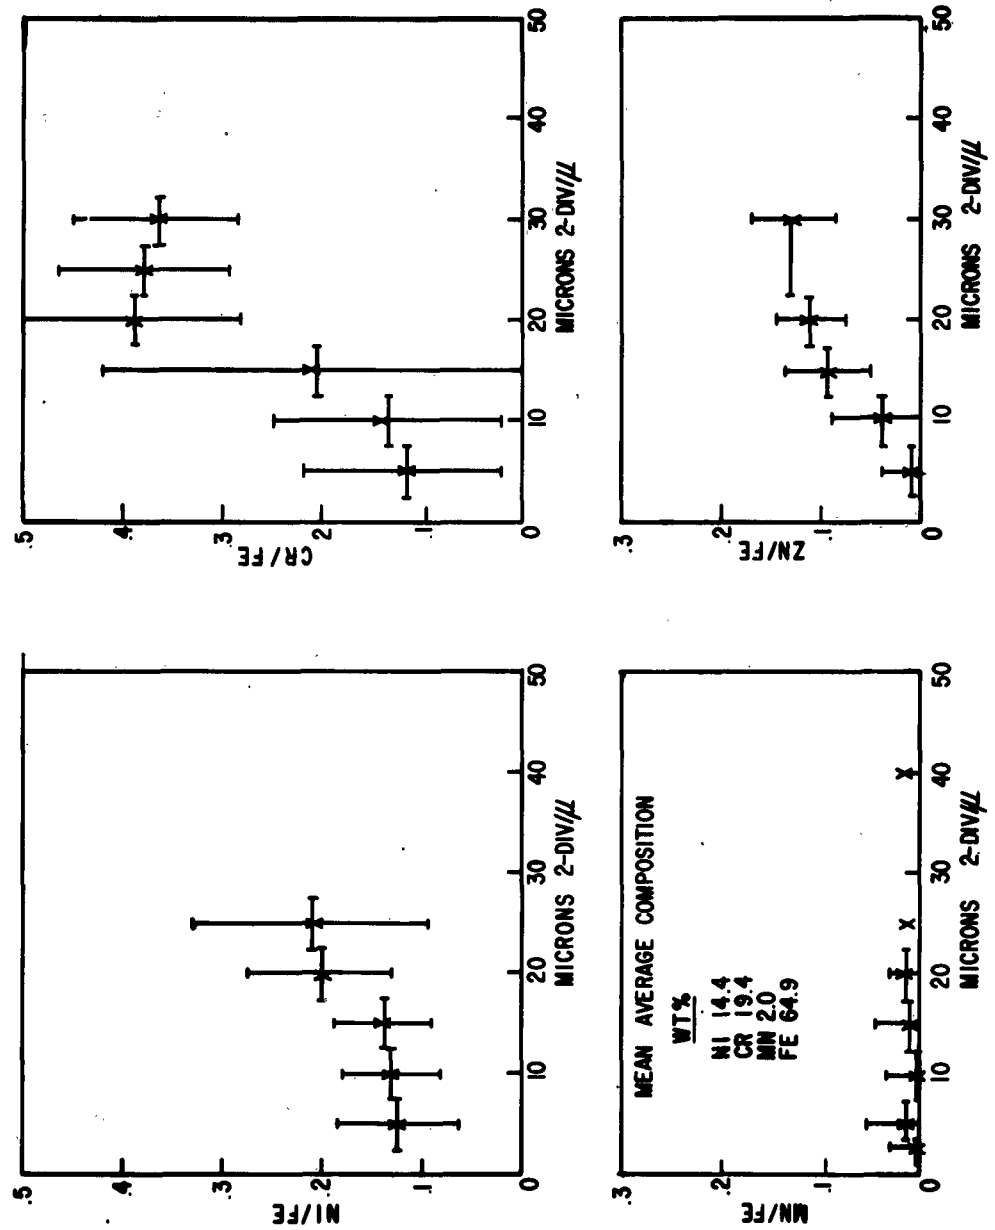 .5
.4
.3
.2
.1
0
NI/FE
10
20
30
40
50
MICRONS 2-DIV/μ
.5
.4
.3
.2
.1
0
CR/FE
10
20
30
40
50
MICRONS 2-DIV/μ
.3
.2
.1
0
MN/FE
MEAN AVERAGE COMPOSITION
WT%
NI 14.4
CR 19.4
MN 2.0
FE 64.9
10
20
30
40
50
MICRONS 2-DIV/μ
.3
.2
.1
0
ZN/FE
10
20
30
40
50
MICRONS 2-DIV/μ